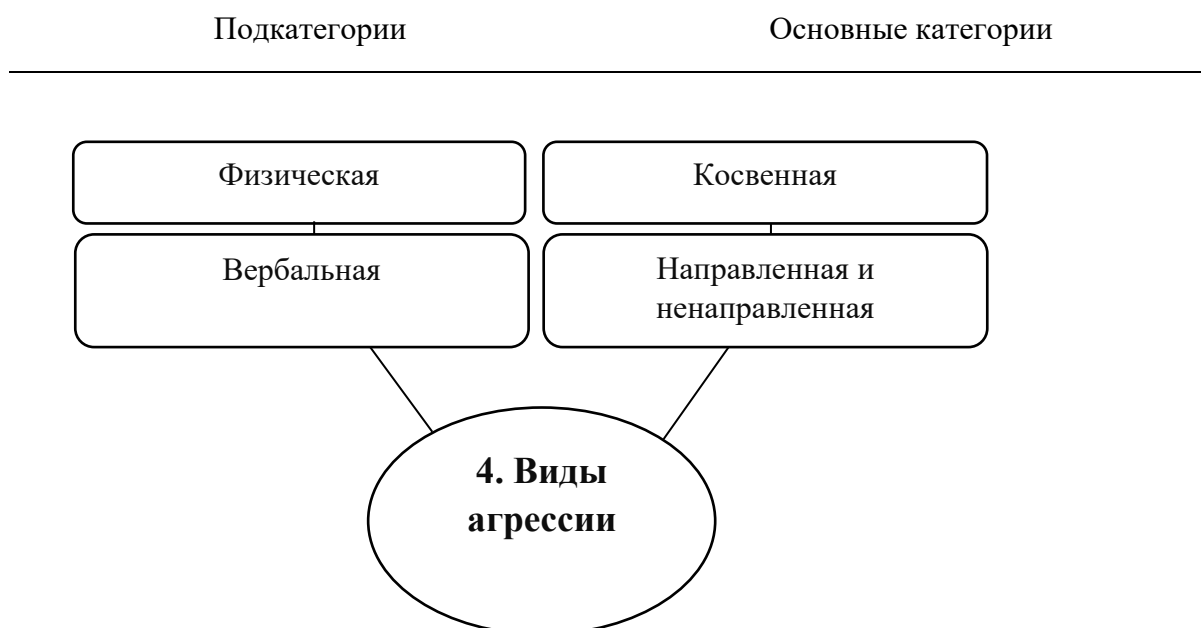 Подкатегории
Основные категории
Физическая
Косвенная
Вербальная
Направленная и
ненаправленная
4. Виды
агрессии